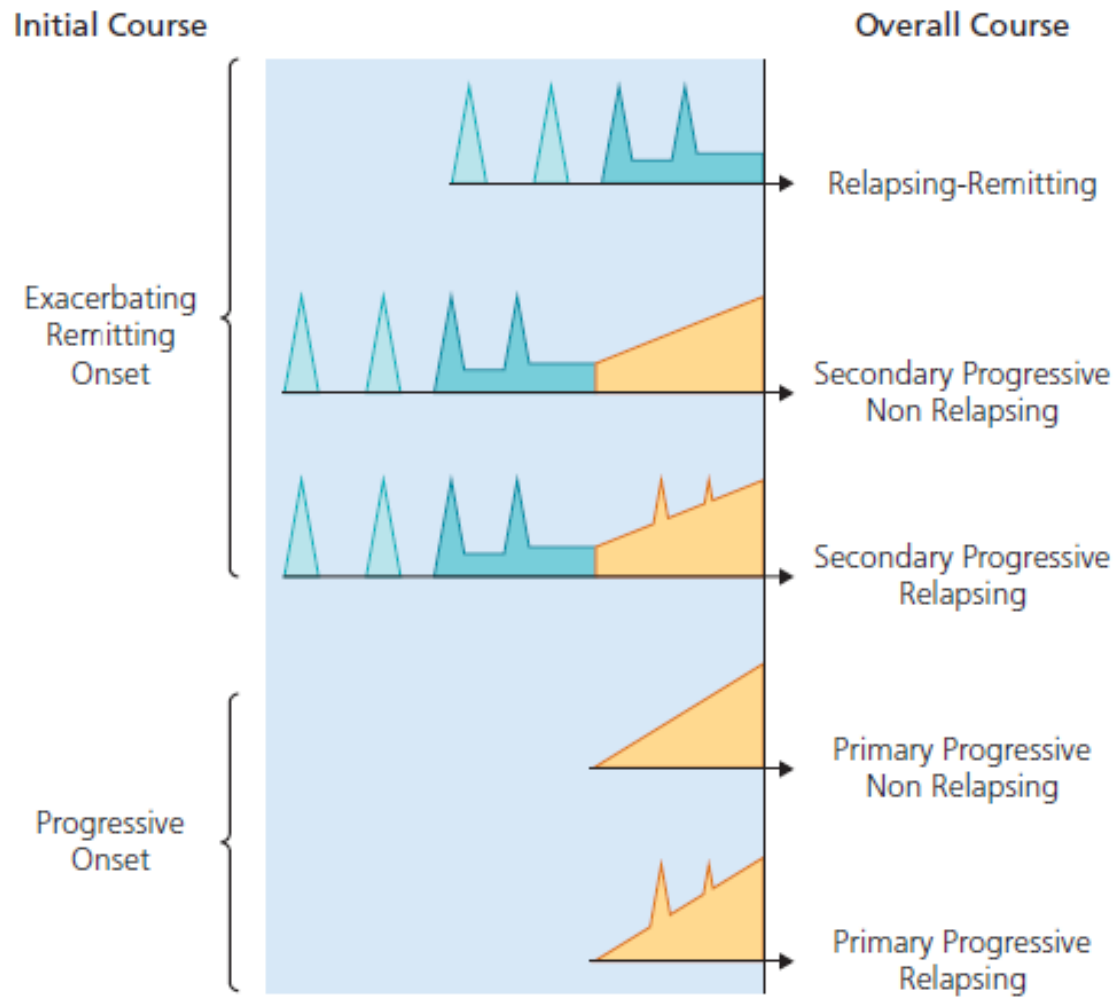 Initial Course
Overall Course
Relapsing-Remitting
Exacerbating
Remitting
Onset
Secondary Progressive
Non Relapsing
Secondary Progressive
Relapsing
Primary Progressive
Non Relapsing
Progressive
Onset
Primary Progressive
Relapsing